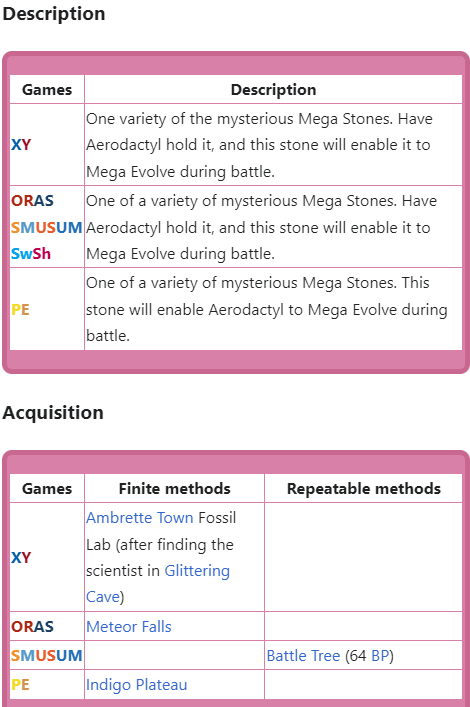 Description
Games Description
XY
One variety of the mysterious Mega Stones. Have
Aerodactyl hold it, and this stone will enable it to
Mega Evolve during battle.
ORAS
SMUSUM
SwSh
One of a variety of mysterious Mega Stones. Have
Aerodactyl hold it, and this stone will enable it to
Mega Evolve during battle.
PE
One of a variety of mysterious Mega Stones. This
stone will enable Aerodactyl to Mega Evolve during
battle.
Acquisition
Games Finite methods Repeatable methods
XY
Ambrette Town Fossil
Lab (after finding the
scientist in Glittering
Cave)
ORAS Meteor Falls
SMUSUM Battle Tree (64 BP)
PE Indigo Plateau